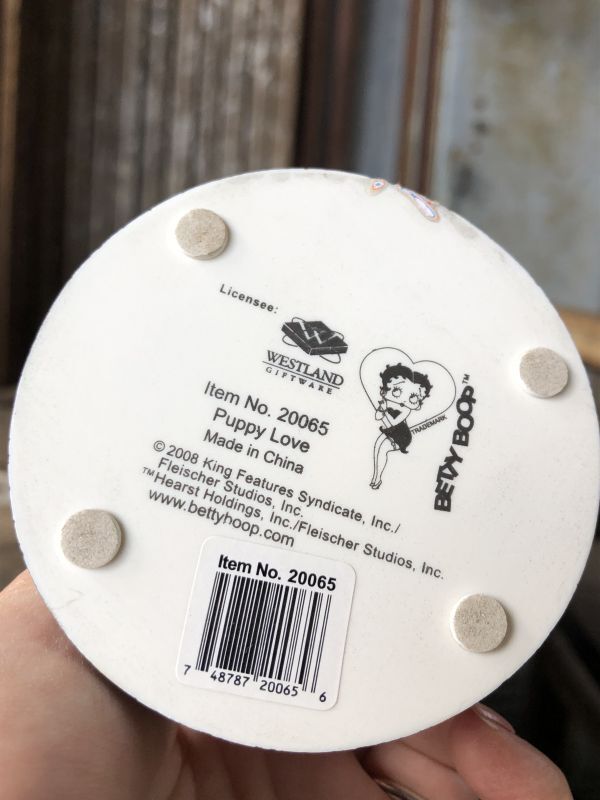 Licensee:
WESTLAND
GIFTWARE
TRADEMARK
BETTY BOOP™
Item No. 20065
Puppy Love
Made in China
© 2008 King Features Syndicate, Inc./
Fleischer Studios, Inc.
™Hearst Holdings, Inc./Fleischer Studios, Inc.
www.bettyboop.com
Item No. 20065
7 48787 20065 6